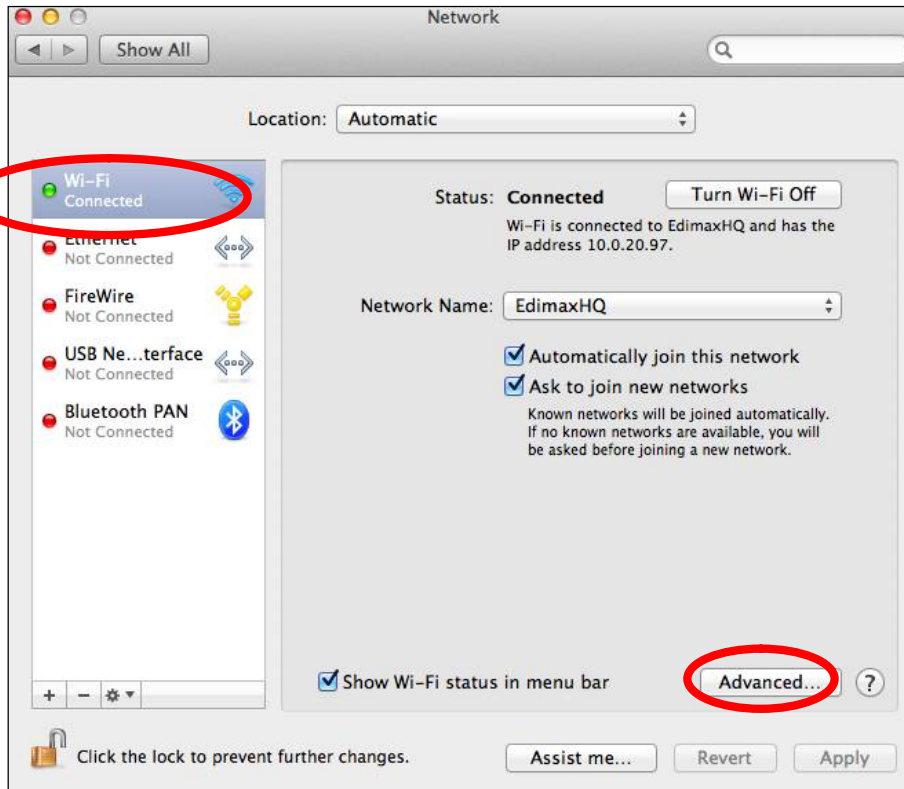 Network
Show All
Location: Automatic
Wi-Fi
Connected
Ethernet
Not Connected
FireWire
Not Connected
USB Ne...terface
Not Connected
Bluetooth PAN
Not Connected
Status: Connected
Turn Wi-Fi Off
Wi-Fi is connected to EdimaxHQ and has the
IP address 10.0.20.97.
Network Name: EdimaxHQ
Automatically join this network
Ask to join new networks
Known networks will be joined automatically.
If no known networks are available, you will
be asked before joining a new network.
Show Wi-Fi status in menu bar
Advanced...
?
Click the lock to prevent further changes.
Assist me...
Revert
Apply